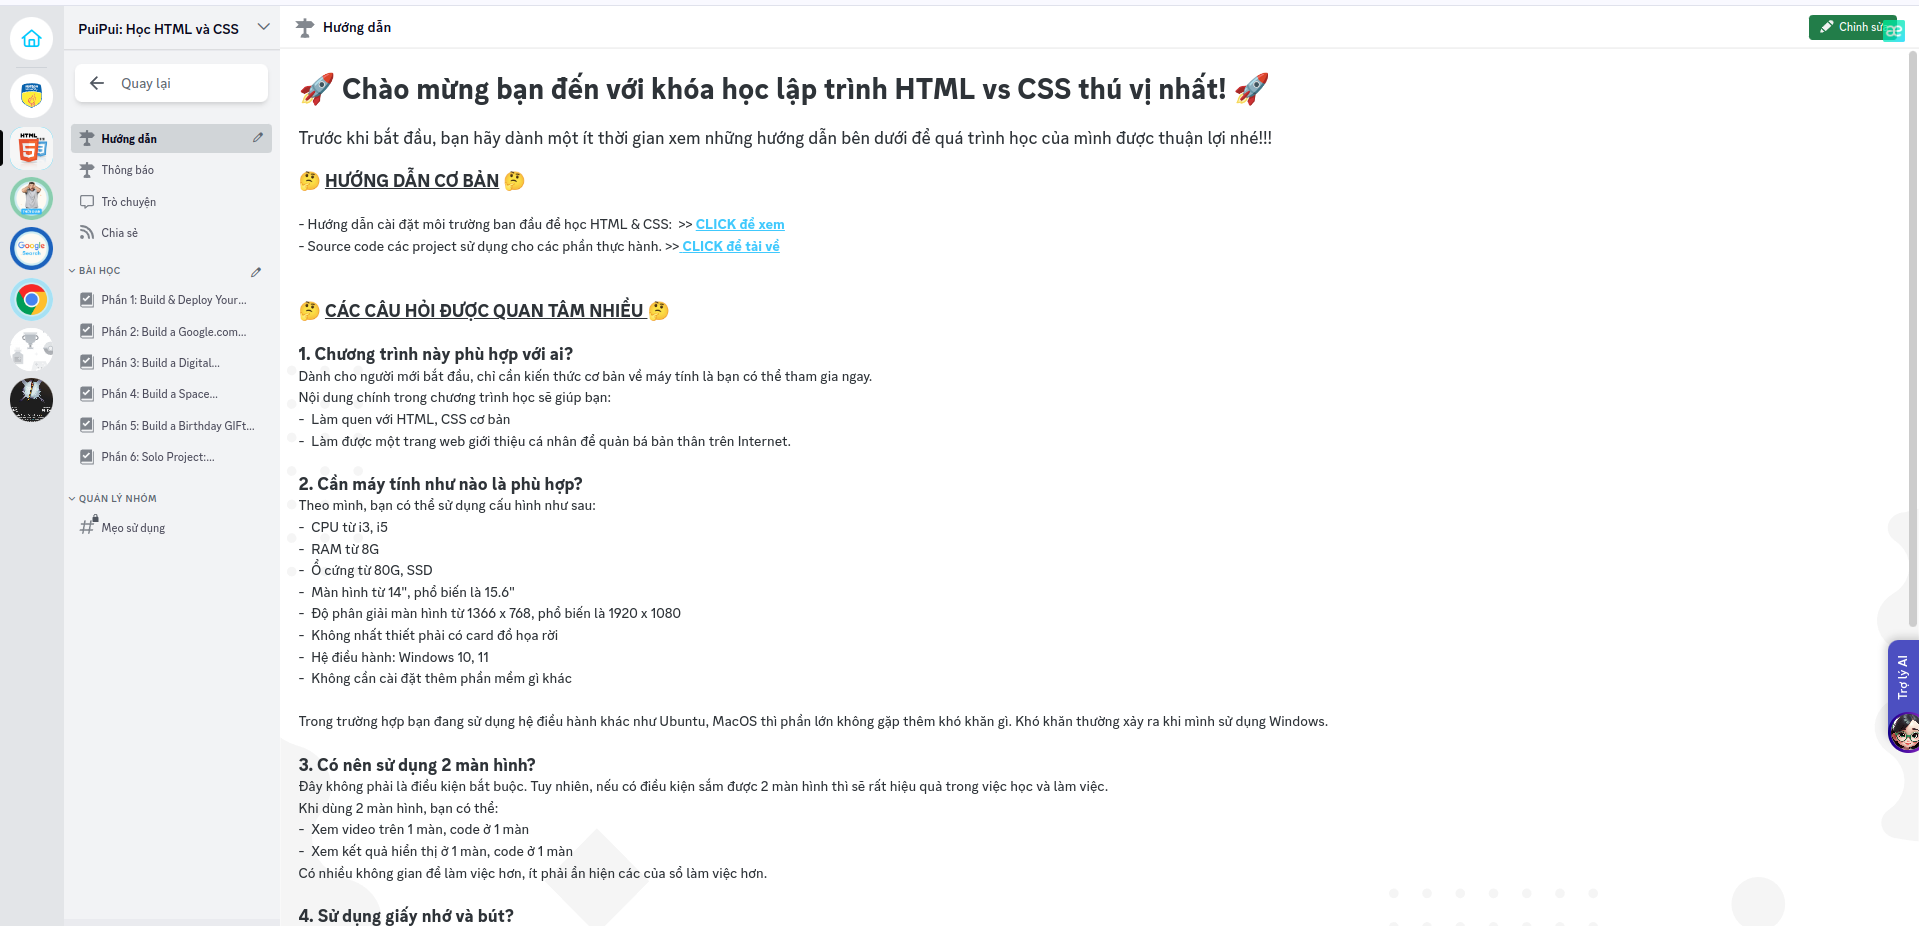 PuiPui: Học HTML và CSS
Quay lại
Hướng dẫn
Thông báo
Trò chuyện
Chia sẻ
BÀI HỌC
Phần 1: Build & Deploy Your...
Phần 2: Build a Google.com...
Phần 3: Build a Digital...
Phần 4: Build a Space...
Phần 5: Build a Birthday GIFt...
Phần 6: Solo Project:...
QUẢN LÝ NHÓM
Mẹo sử dụng
Hướng dẫn
Chỉnh sử
🚀 Chào mừng bạn đến với khóa học lập trình HTML vs CSS thú vị nhất! 🚀
Trước khi bắt đầu, bạn hãy dành một ít thời gian xem những hướng dẫn bên dưới để quá trình học của mình được thuận lợi nhé!!!
🤔 HƯỚNG DẪN CƠ BẢN 🤔
- Hướng dẫn cài đặt môi trường ban đầu để học HTML & CSS: >> CLICK để xem
- Source code các project sử dụng cho các phần thực hành. >> CLICK để tải về
🤔 CÁC CÂU HỎI ĐƯỢC QUAN TÂM NHIỀU 🤔
1. Chương trình này phù hợp với ai?
Dành cho người mới bắt đầu, chỉ cần kiến thức cơ bản về máy tính là bạn có thể tham gia ngay.
Nội dung chính trong chương trình học sẽ giúp bạn:
- Làm quen với HTML, CSS cơ bản
- Làm được một trang web giới thiệu cá nhân để quản bá bản thân trên Internet.
2. Cần máy tính như nào là phù hợp?
Theo mình, bạn có thể sử dụng cấu hình như sau:
- CPU từ i3, i5
- RAM từ 8G
- Ổ cứng từ 80G, SSD
- Màn hình từ 14", phổ biến là 15.6"
- Độ phân giải màn hình từ 1366 x 768, phổ biến là 1920 x 1080
- Không nhất thiết phải có card đồ họa rời
- Hệ điều hành: Windows 10, 11
- Không cần cài đặt thêm phần mềm gì khác
Trong trường hợp bạn đang sử dụng hệ điều hành khác như Ubuntu, MacOS thì phần lớn không gặp thêm khó khăn gì. Khó khăn thường xảy ra khi mình sử dụng Windows.
3. Có nên sử dụng 2 màn hình?
Đây không phải là điều kiện bắt buộc. Tuy nhiên, nếu có điều kiện sắm được 2 màn hình thì sẽ rất hiệu quả trong việc học và làm việc.
Khi dùng 2 màn hình, bạn có thể:
- Xem video trên 1 màn, code ở 1 màn
- Xem kết quả hiển thị ở 1 màn, code ở 1 màn
Có nhiều không gian để làm việc hơn, ít phải ẩn hiện các của sổ làm việc hơn.
4. Sử dụng giấy nhớ và bút?
Trợ lý AI
HTML
Google
Search